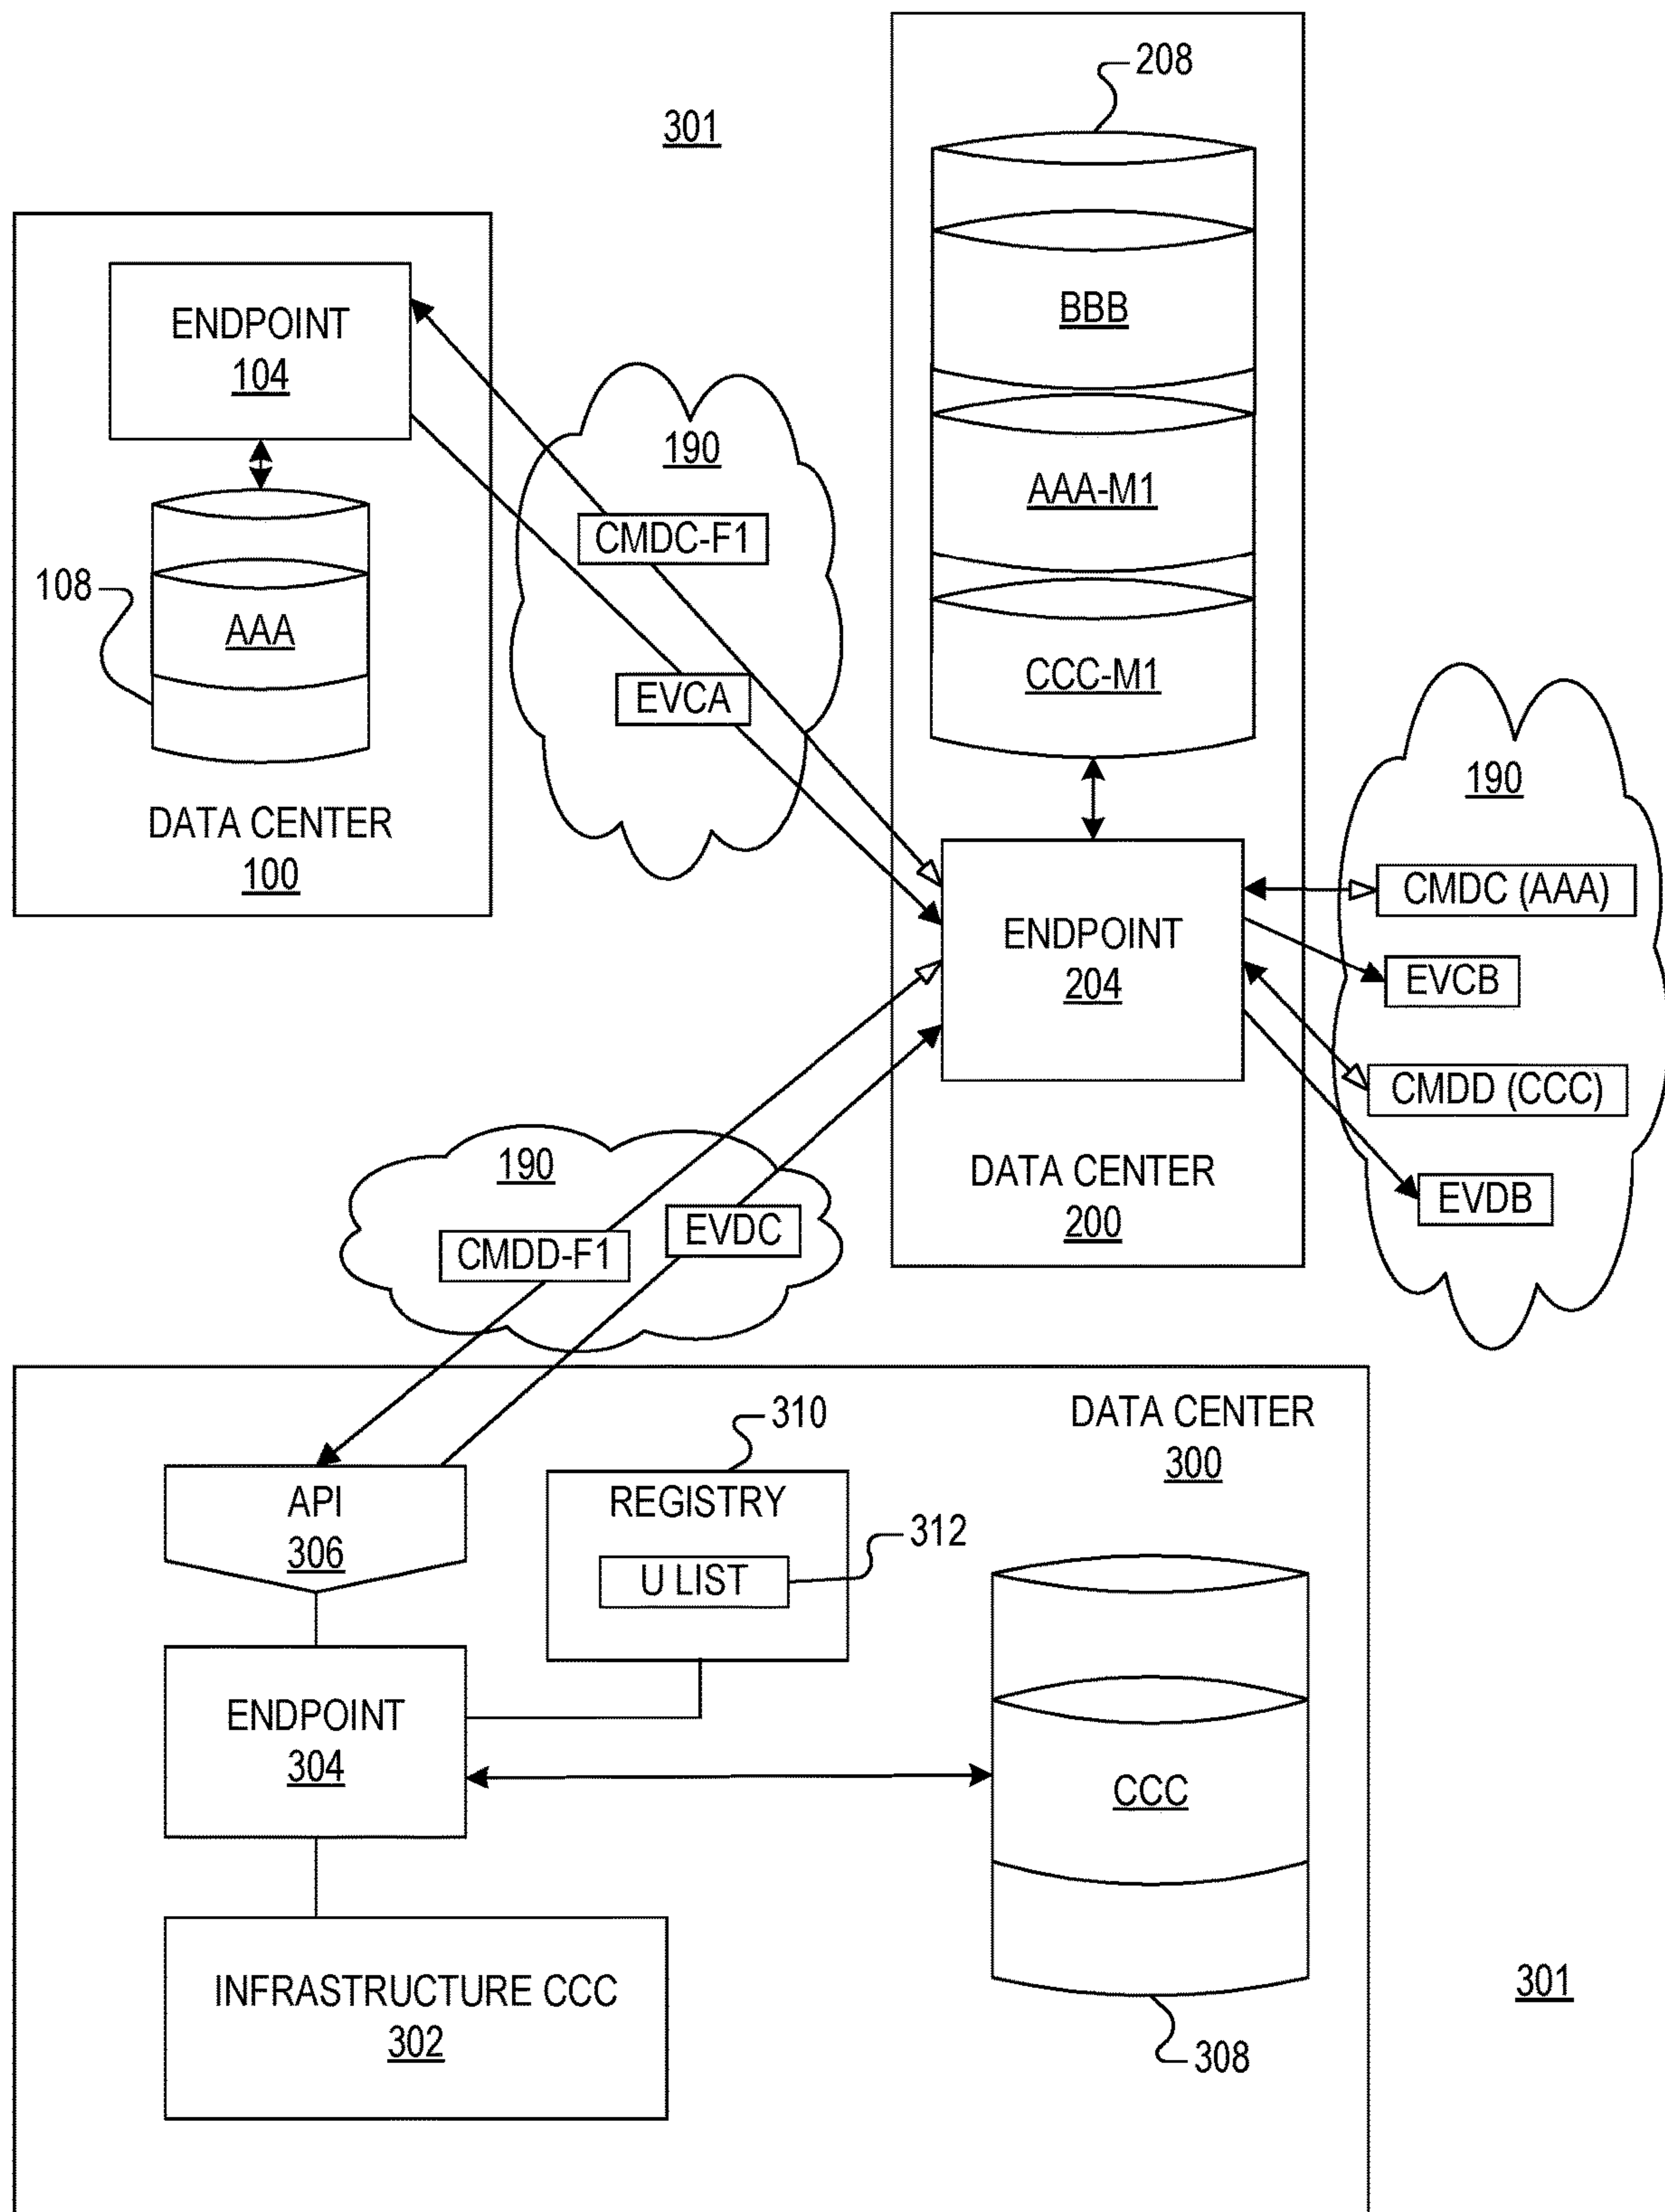 208
301
ENDPOINT
104
190
BBB
CMDC-F1
AAA-M1
108
AAA
EVCA
CCC-M1
DATA CENTER
100
190
CMDC (AAA)
ENDPOINT
204
EVCB
CMDD (CCC)
190
DATA CENTER
200
EVDB
EVDC
CMDD-F1
310
DATA CENTER
300
API
306
REGISTRY
312
U LIST
ENDPOINT
304
CCC
INFRASTRUCTURE CCC
302
301
308